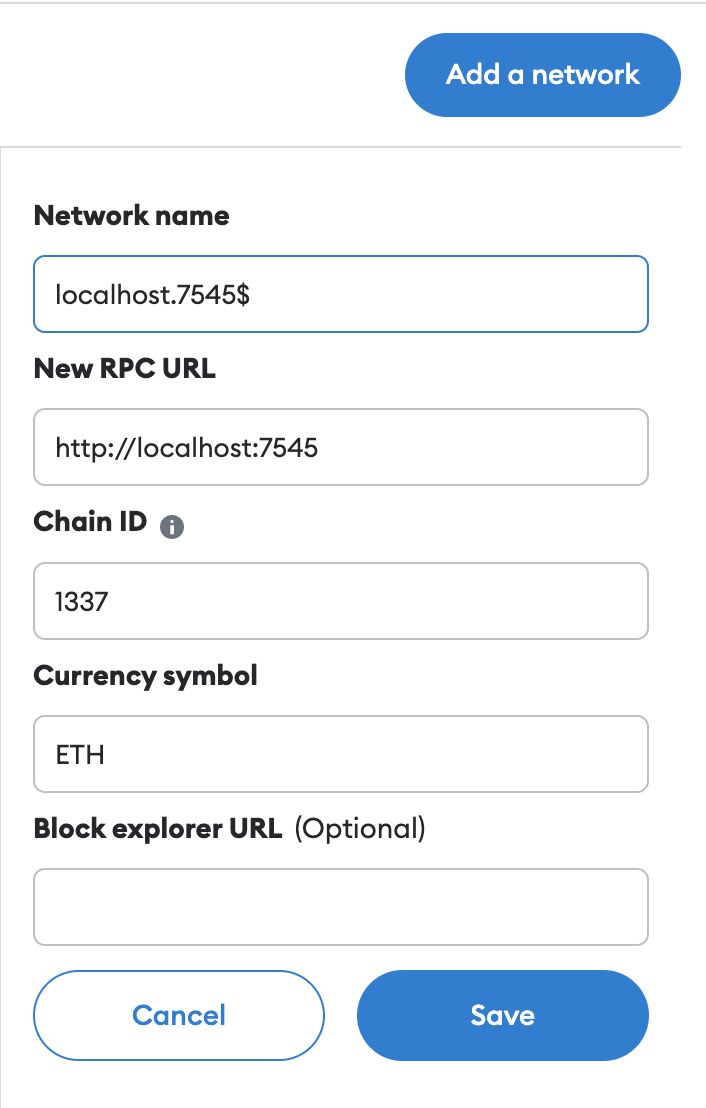 Add a network
Network name
localhost.7545$
New RPC URL
http://localhost:7545
Chain ID
1337
Currency symbol
ETH
Block explorer URL (Optional)
Cancel
Save